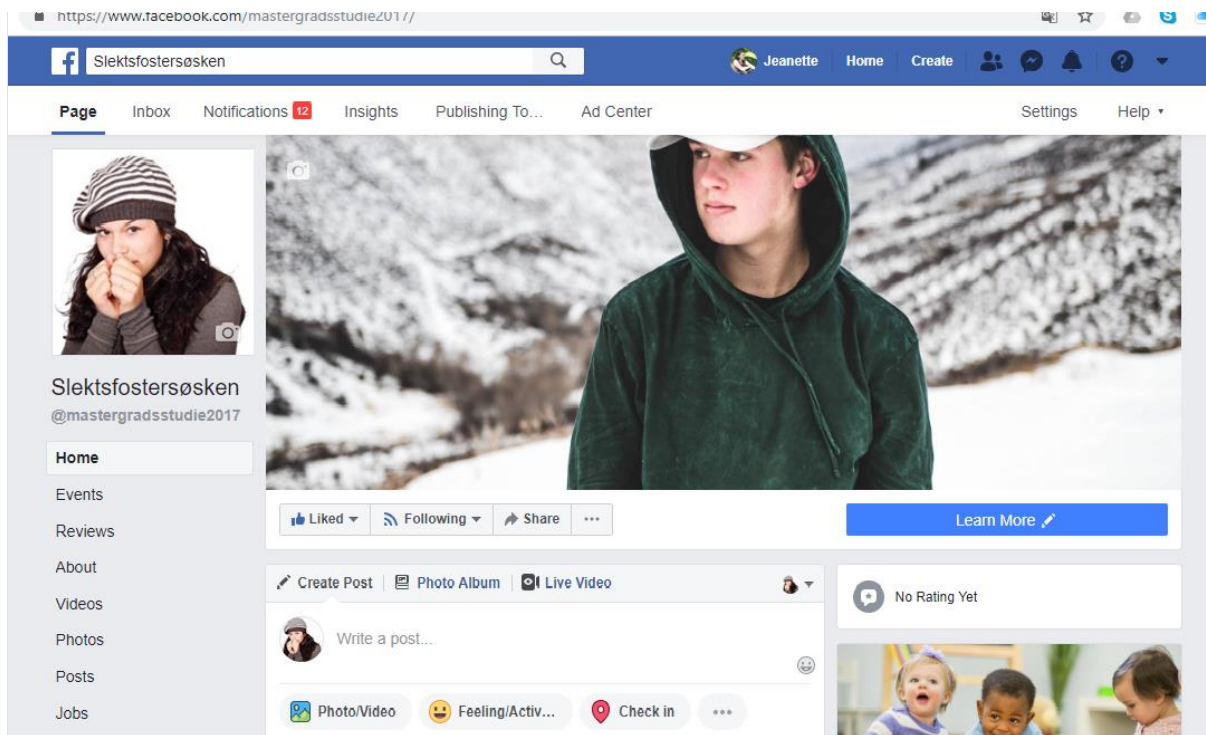 https://www.facebook.com/mastergradsstudie2017/
f Slektsfostersøsken
Jeanette Home Create
Page Inbox Notifications 12 Insights Publishing To... Ad Center Settings Help
Slektsfostersøsken
@mastergradsstudie2017
Home
Events
Reviews
About
Videos
Photos
Posts
Jobs
Liked Following Share ...
Learn More
Create Post Photo Album Live Video
Write a post...
Photo/Video Feeling/Activ... Check in ...
No Rating Yet